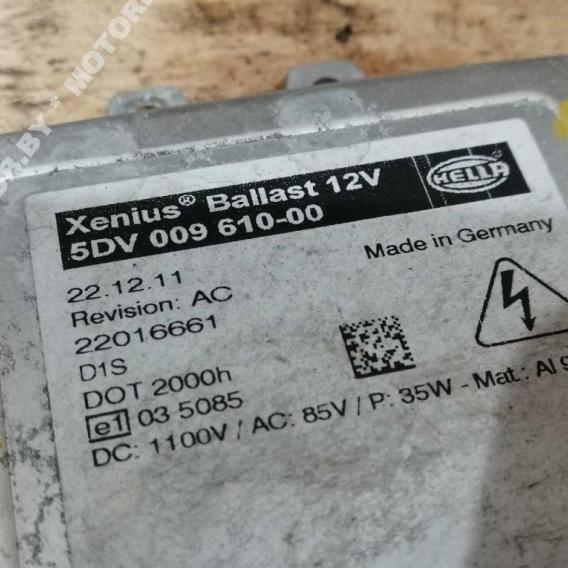 Xenius® Ballast 12V
5DV 009 610-00
HELLA
Made in Germany
22.12.11
Revision: AC
22016661
D1S
DOT 2000h
e1 03 5085
DC: 1100V / AC: 85V / P: 35W - Mat.: Al